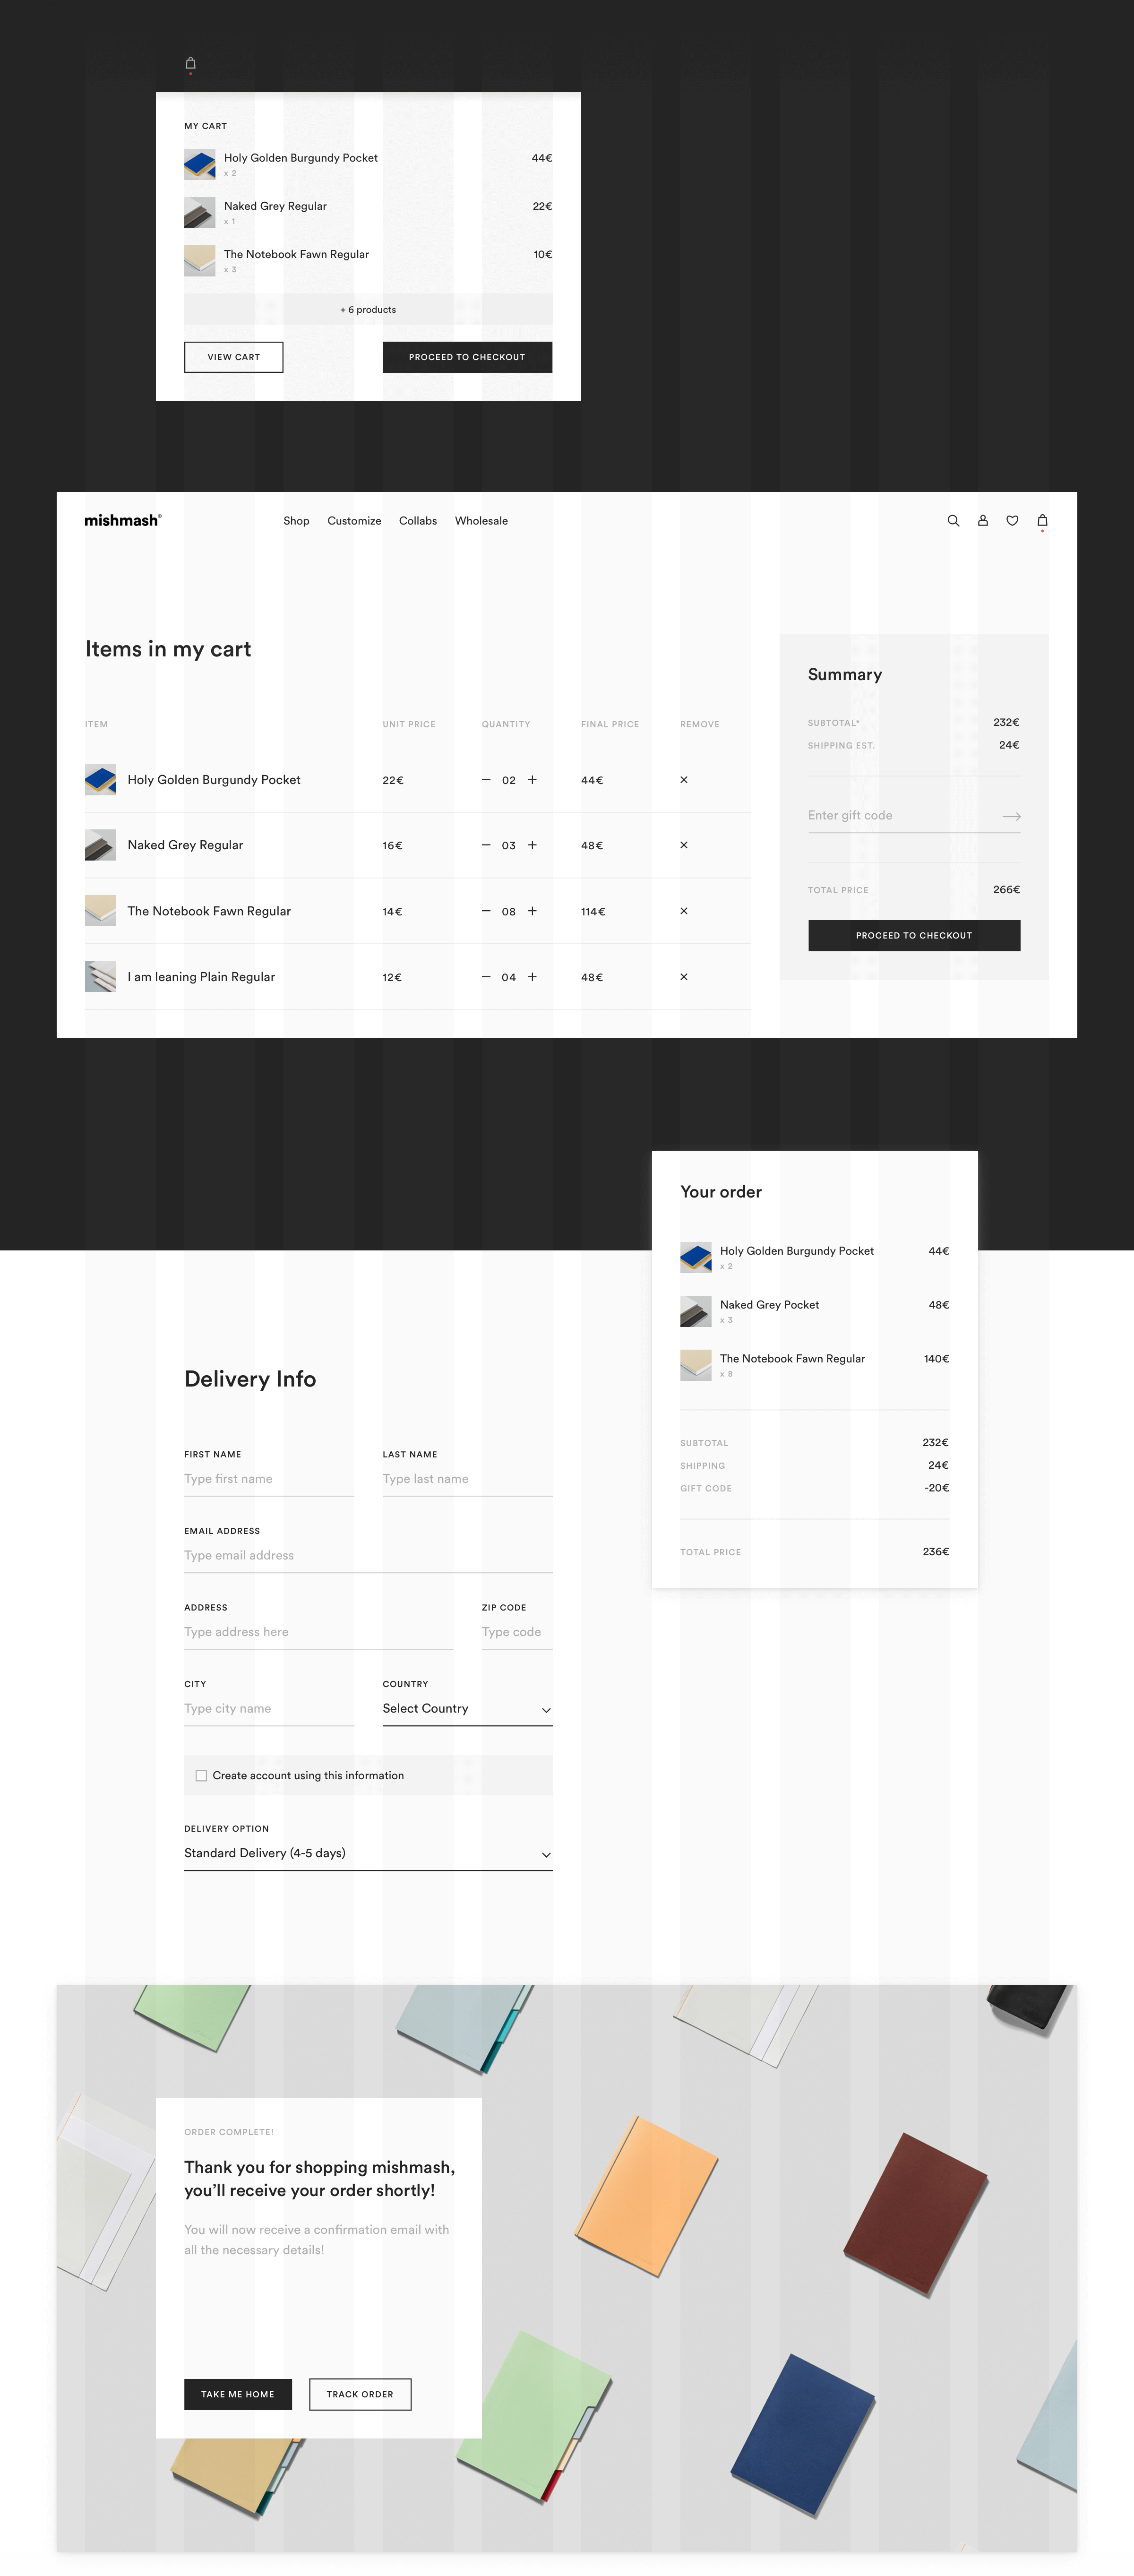 MY CART
Holy Golden Burgundy Pocket 44€
x 2
Naked Grey Regular 22€
x 1
The Notebook Fawn Regular 10€
x 3
+ 6 products
VIEW CART PROCEED TO CHECKOUT
mishmash® Shop Customize Collabs Wholesale
Items in my cart
ITEM UNIT PRICE QUANTITY FINAL PRICE REMOVE
Holy Golden Burgundy Pocket 22€ — 02 + 44€ ×
Naked Grey Regular 16€ — 03 + 48€ ×
The Notebook Fawn Regular 14€ — 08 + 114€ ×
I am leaning Plain Regular 12€ — 04 + 48€ ×
Summary
SUBTOTAL* 232€
SHIPPING EST. 24€
Enter gift code
TOTAL PRICE 266€
PROCEED TO CHECKOUT
Your order
Holy Golden Burgundy Pocket 44€
x 2
Naked Grey Pocket 48€
x 3
The Notebook Fawn Regular 140€
x 8
SUBTOTAL 232€
SHIPPING 24€
GIFT CODE -20€
TOTAL PRICE 236€
Delivery Info
FIRST NAME LAST NAME
Type first name Type last name
EMAIL ADDRESS
Type email address
ADDRESS ZIP CODE
Type address here Type code
CITY COUNTRY
Type city name Select Country
Create account using this information
DELIVERY OPTION
Standard Delivery (4-5 days)
ORDER COMPLETE!
Thank you for shopping mishmash,
you’ll receive your order shortly!
You will now receive a confirmation email with
all the necessary details!
TAKE ME HOME TRACK ORDER